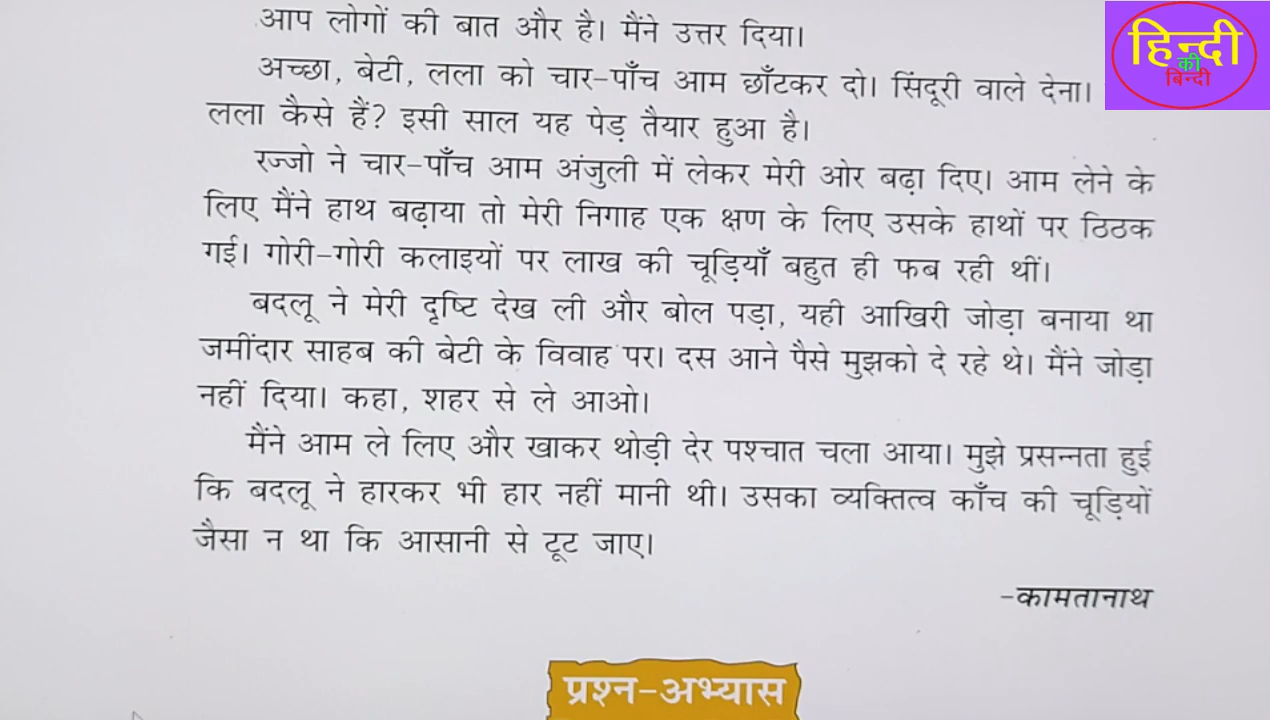 आप लोगों की बात और है। मैंने उत्तर दिया।
अच्छा, बेटी, लला को चार-पाँच आम छाँटकर दो। सिंदूरी वाले देना।
लला कैसे हैं? इसी साल यह पेड़ तैयार हुआ है।
रज्जो ने चार-पाँच आम अंजुली में लेकर मेरी ओर बढ़ा दिए। आम लेने के
लिए मैंने हाथ बढ़ाया तो मेरी निगाह एक क्षण के लिए उसके हाथों पर ठिठक
गई। गोरी-गोरी कलाइयों पर लाख की चूड़ियाँ बहुत ही फब रही थीं।
बदलू ने मेरी दृष्टि देख ली और बोल पड़ा, यही आखिरी जोड़ा बनाया था
जमींदार साहब की बेटी के विवाह पर। दस आने पैसे मुझको दे रहे थे। मैंने जोड़ा
नहीं दिया। कहा, शहर से ले आओ।
मैंने आम ले लिए और खाकर थोड़ी देर पश्चात चला आया। मुझे प्रसन्नता हुई
कि बदलू ने हारकर भी हार नहीं मानी थी। उसका व्यक्तित्व काँच की चूड़ियों
जैसा न था कि आसानी से टूट जाए।
-कामतानाथ
प्रश्न-अभ्यास
हिन्दी
की
बिन्दी